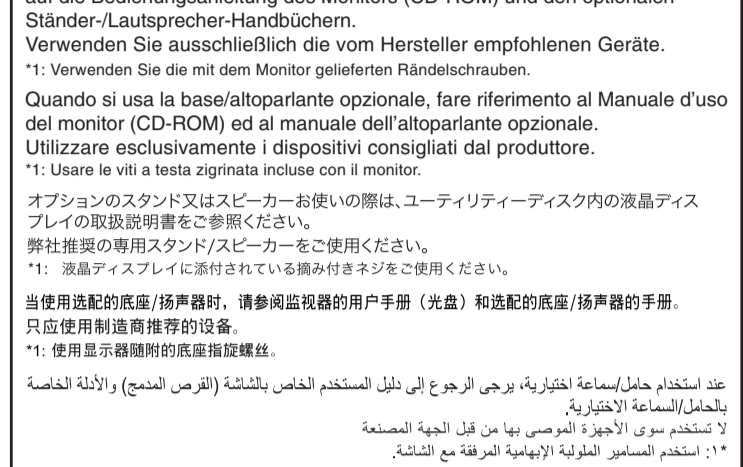 auf die Bedienungsanleitung des Monitors (CD-ROM) und den optionalen
Ständer-/Lautsprecher-Handbüchern.
Verwenden Sie ausschließlich die vom Hersteller empfohlenen Geräte.
*1: Verwenden Sie die mit dem Monitor gelieferten Rändelschrauben.
Quando si usa la base/altoparlante opzionale, fare riferimento al Manuale d'uso
del monitor (CD-ROM) ed al manuale dell'altoparlante opzionale.
Utilizzare esclusivamente i dispositivi consigliati dal produttore.
*1: Usare le viti a testa zigrinata incluse con il monitor.
オプションのスタンド又はスピーカーお使いの際は、ユーティリティーディスク内の液晶ディス
プレイの取扱説明書をご参照ください。
弊社推奨の専用スタンド/スピーカーをご使用ください。
*1: 液晶ディスプレイに添付されている摘み付きネジをご使用ください。
当使用选配的底座/扬声器时，请参阅监视器的用户手册（光盘）和选配的底座/扬声器的手册。
只应使用制造商推荐的设备。
*1: 使用显示器随附的底座指旋螺丝。
عند استخدام حامل/سماعة اختيارية، يرجى الرجوع إلى دليل المستخدم الخاص بالشاشة (القرص المدمج) والأدلة الخاصة
بالحامل/السماعة الاختيارية.
لا تستخدم سوى الأجهزة الموصى بها من قبل الجهة المصنعة
*١: استخدم المسامير الملولبة الإبهامية المرفقة مع الشاشة.